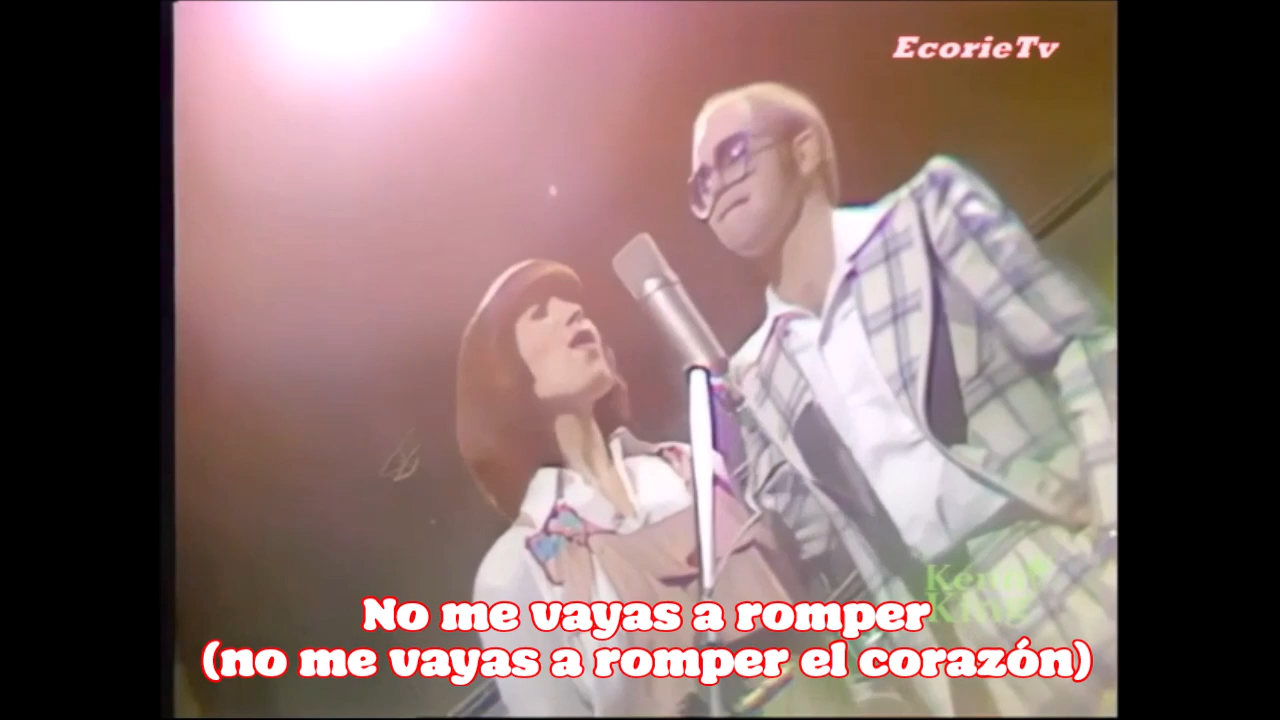 EcorieTv
No me vayas a romper
(no me vayas a romper el corazón)